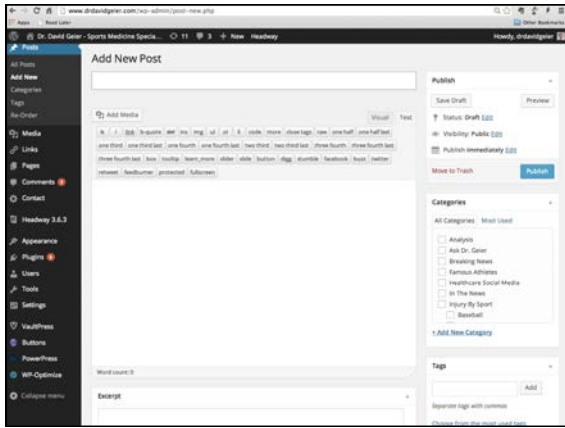 www.drdavidgeier.com/wp-admin/post-new.php
Apps Read Later
Other Bookmarks
Dr. David Geier - Sports Medicine Specia... 11 3 + New Headway
Howdy, drdavidgeier
Posts
All Posts
Add New
Categories
Tags
Re-Order
Media
Links
Pages
Comments
Contact
Headway 3.6.3
Appearance
Plugins
Users
Tools
Settings
VaultPress
Buttons
PowerPress
WP-Optimize
Collapse menu
Add New Post
Add Media
Visual Text
b i link b-quote del ins img ul ol li code more close tags raw one half one half last
one third one third last one fourth one fourth last two third two third last three fourth three fourth last
three fourth last box tooltip learn_more slider slide button digg stumble facebook buzz twitter
retweet feedburner protected fullscreen
Word count: 0
Excerpt
Publish
Save Draft Preview
Status: Draft Edit
Visibility: Public Edit
Publish immediately Edit
Move to Trash Publish
Categories
All Categories Most Used
Analysis
Ask Dr. Geier
Breaking News
Famous Athletes
Healthcare Social Media
In The News
Injury By Sport
Baseball
+ Add New Category
Tags
Add
Separate tags with commas
Choose from the most used tags